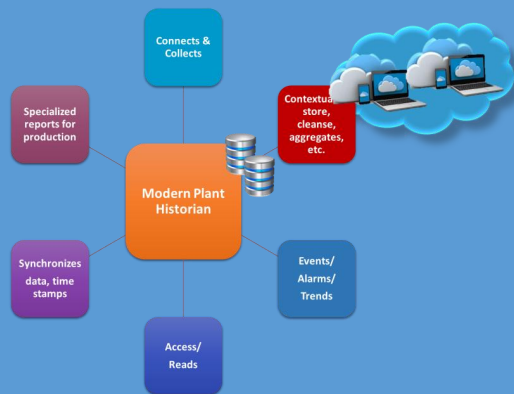 Connects &
Collects
Specialized
reports for
production
store,
cleanse,
aggregates,
etc.
Modern Plant
Historian
Synchronizes
data, time
stamps
Events/
Alarms/
Trends
Access/
Reads